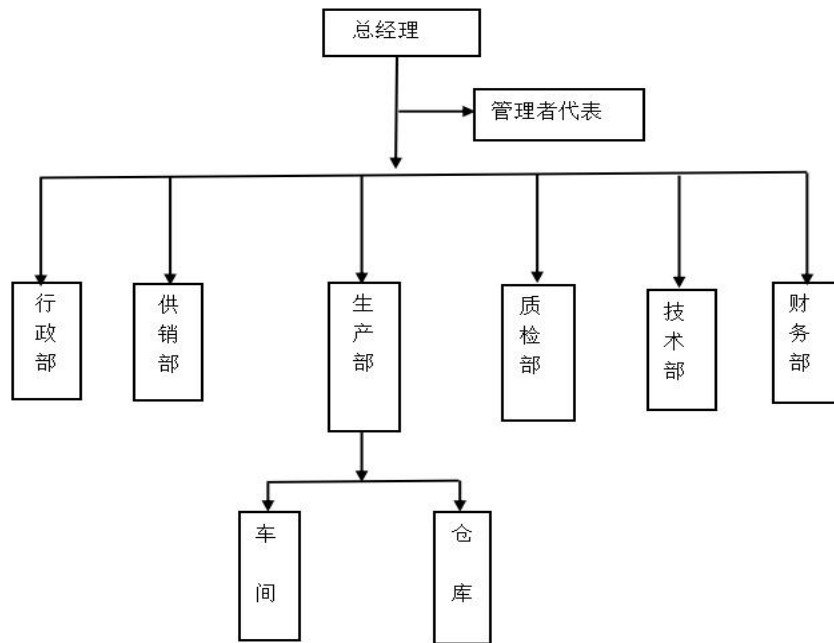 总经理
管理者代表
行政部
供销部
生产部
质检部
技术部
财务部
车间
仓库